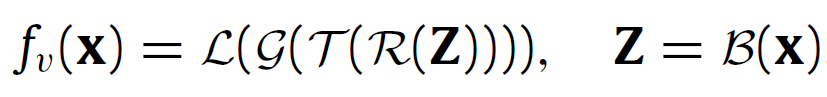 f_v(𝐱) = ℒ(𝒢(𝒯(ℛ(𝐙)))), 𝐙 = ℬ(𝐱)